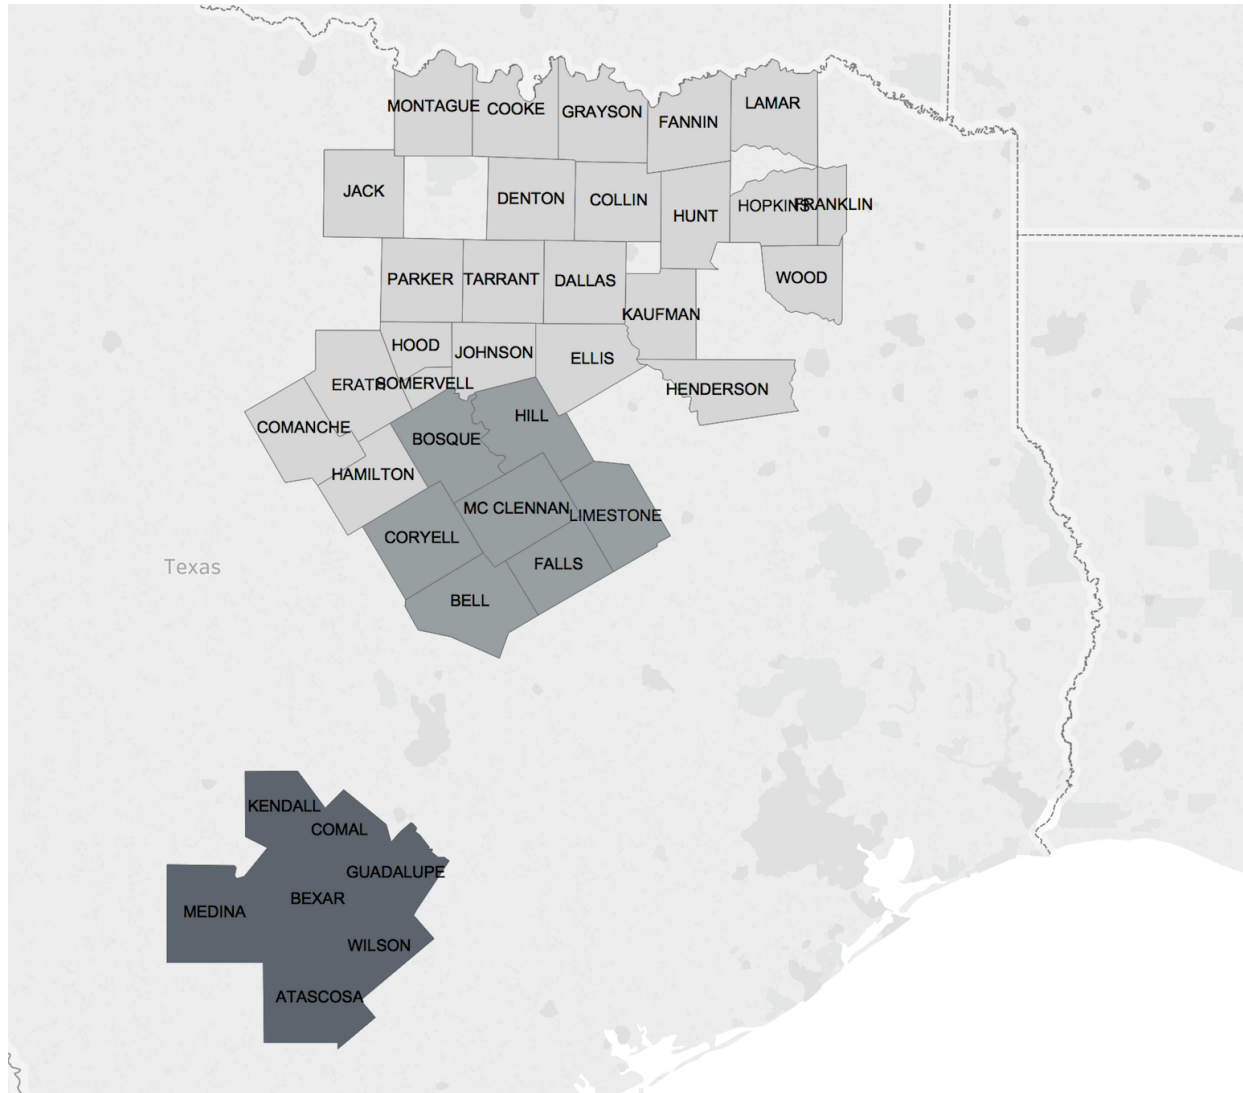 MONTAGUE
COOKE
GRAYSON
FANNIN
LAMAR
JACK
DENTON
COLLIN
HUNT
HOPKINS
FRANKLIN
PARKER
TARRANT
DALLAS
WOOD
KAUFMAN
HOOD
JOHNSON
ELLIS
ERATH
SOMERVELL
HENDERSON
COMANCHE
BOSQUE
HILL
HAMILTON
MC CLENNAN
LIMESTONE
CORYELL
FALLS
Texas
BELL
KENDALL
COMAL
GUADALUPE
BEXAR
MEDINA
WILSON
ATASCOSA